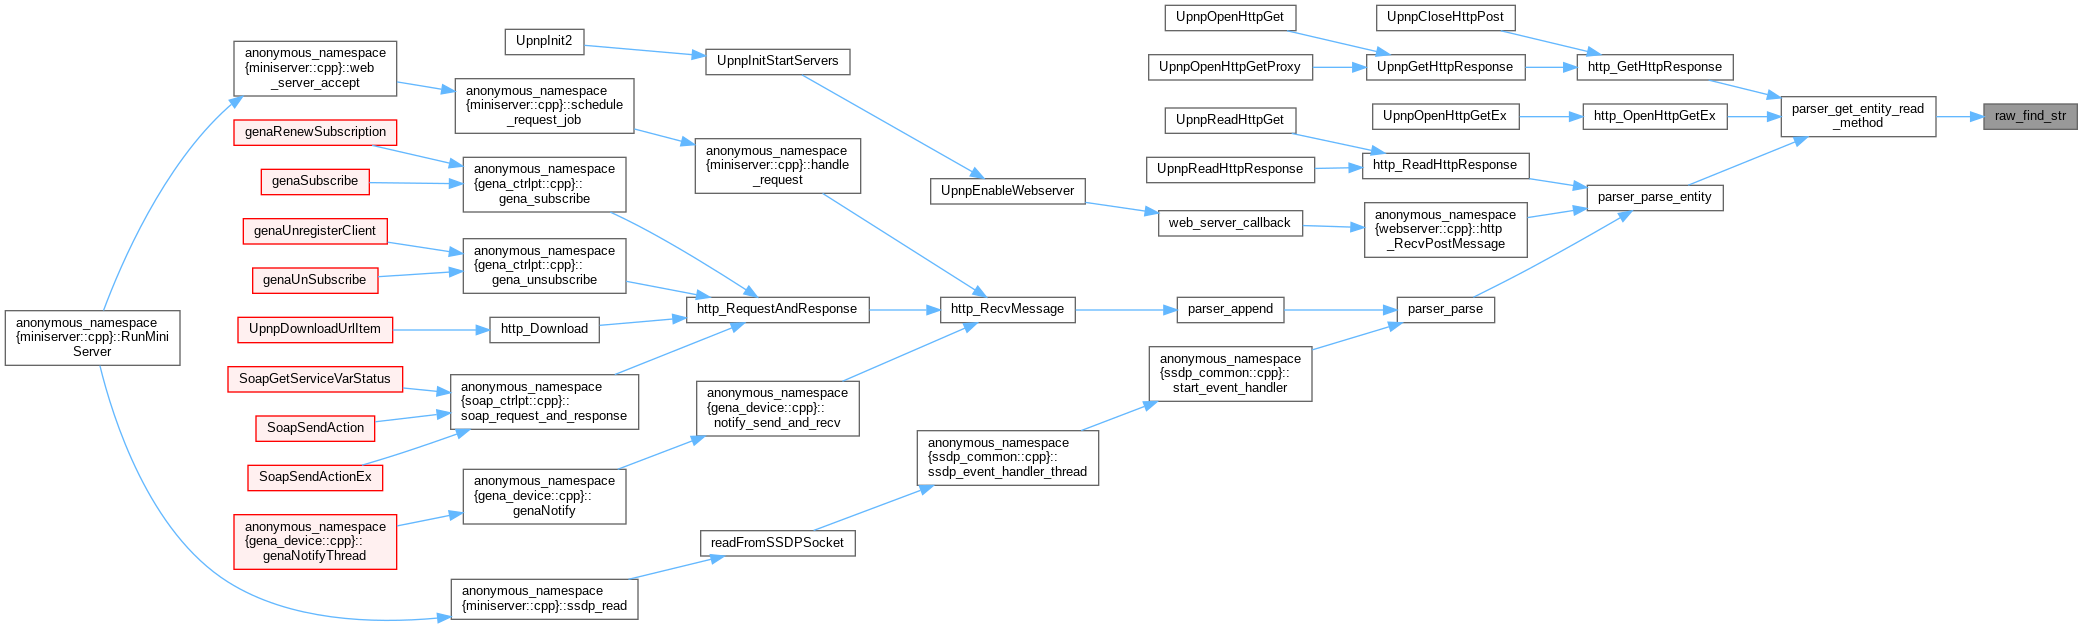 anonymous_namespace
{miniserver::cpp}::RunMini
Server
anonymous_namespace
{miniserver::cpp}::web
_server_accept
genaRenewSubscription
genaSubscribe
genaUnregisterClient
genaUnSubscribe
UpnpDownloadUrlItem
SoapGetServiceVarStatus
SoapSendAction
SoapSendActionEx
anonymous_namespace
{gena_device::cpp}::
genaNotifyThread
UpnpInit2
anonymous_namespace
{miniserver::cpp}::schedule
_request_job
anonymous_namespace
{gena_ctrlpt::cpp}::
gena_subscribe
anonymous_namespace
{gena_ctrlpt::cpp}::
gena_unsubscribe
http_Download
anonymous_namespace
{soap_ctrlpt::cpp}::
soap_request_and_response
anonymous_namespace
{gena_device::cpp}::
genaNotify
anonymous_namespace
{miniserver::cpp}::ssdp_read
UpnpInitStartServers
anonymous_namespace
{miniserver::cpp}::handle
_request
http_RequestAndResponse
anonymous_namespace
{gena_device::cpp}::
notify_send_and_recv
readFromSSDPSocket
UpnpEnableWebserver
http_RecvMessage
anonymous_namespace
{ssdp_common::cpp}::
ssdp_event_handler_thread
UpnpOpenHttpGet
UpnpOpenHttpGetProxy
UpnpReadHttpGet
UpnpReadHttpResponse
web_server_callback
parser_append
anonymous_namespace
{ssdp_common::cpp}::
start_event_handler
UpnpCloseHttpPost
UpnpGetHttpResponse
UpnpOpenHttpGetEx
http_ReadHttpResponse
anonymous_namespace
{webserver::cpp}::http
_RecvPostMessage
parser_parse
http_GetHttpResponse
http_OpenHttpGetEx
parser_parse_entity
parser_get_entity_read
_method
raw_find_str